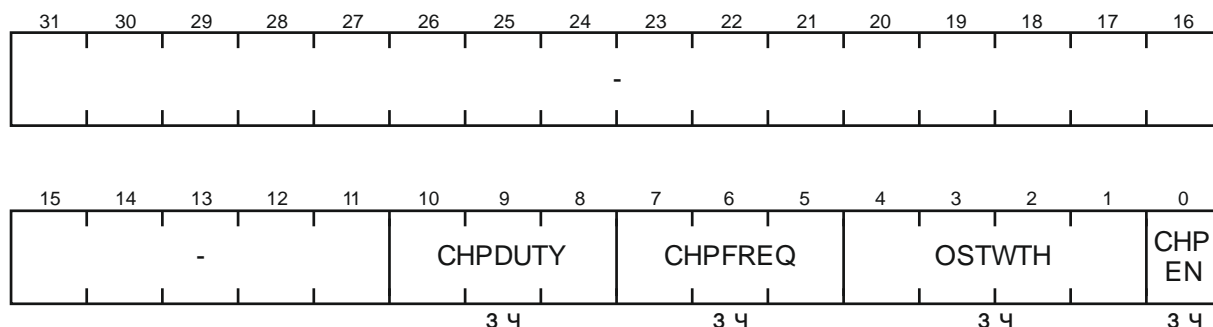 31 30 29 28 27 26 25 24 23 22 21 20 19 18 17 16
-
15 14 13 12 11 10 9 8 7 6 5 4 3 2 1 0
- CHPDUTY CHPFREQ OSTWTH CHP
EN
З Ч З Ч З Ч З Ч